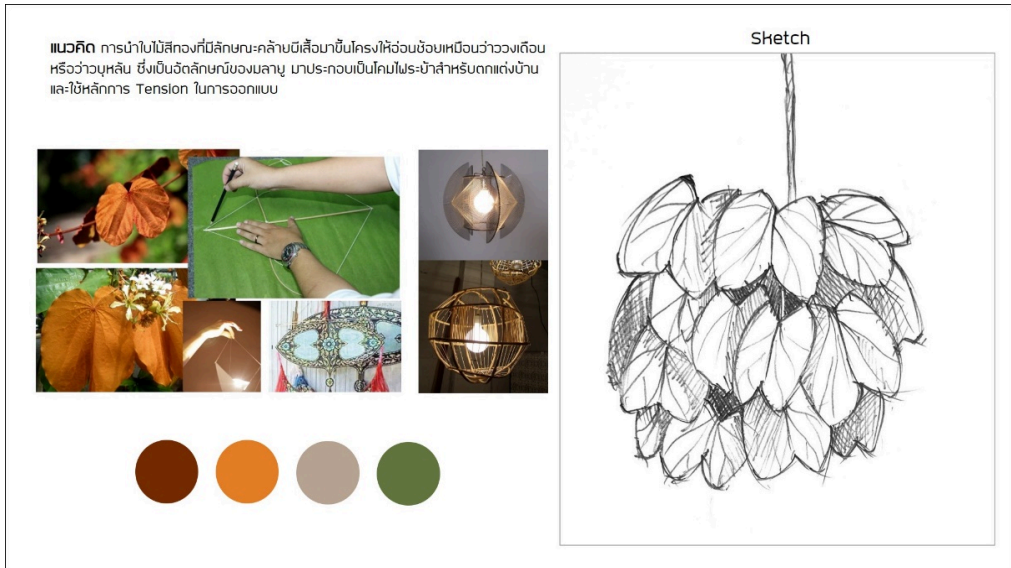 แนวคิด การนำใบไม้สีทองที่มีลักษณะคล้ายบีเสื้อมาขึ้นโครงให้อ่อนช้อยเหมือนว่าววงเดือน
หรือว่าวบุหลัน ซึ่งเป็นอัตลักษณ์ของมลายู มาประกอบเป็นโคมไฟระย้าสำหรับตกแต่งบ้าน
และใช้หลักการ Tension ในการออกแบบ
Sketch